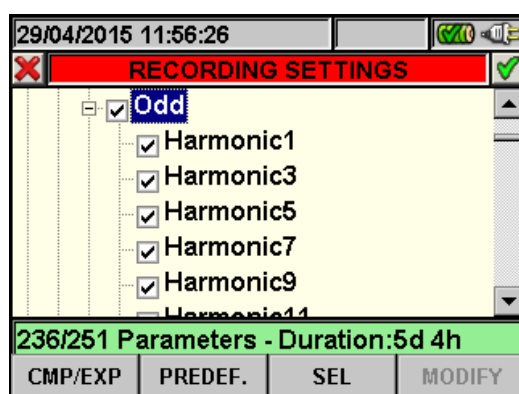 29/04/2015 11:56:26
RECORDING SETTINGS
Odd
Harmonic1
Harmonic3
Harmonic5
Harmonic7
Harmonic9
Harmonic11
236/251 Parameters - Duration:5d 4h
CMP/EXP PREDEF. SEL MODIFY